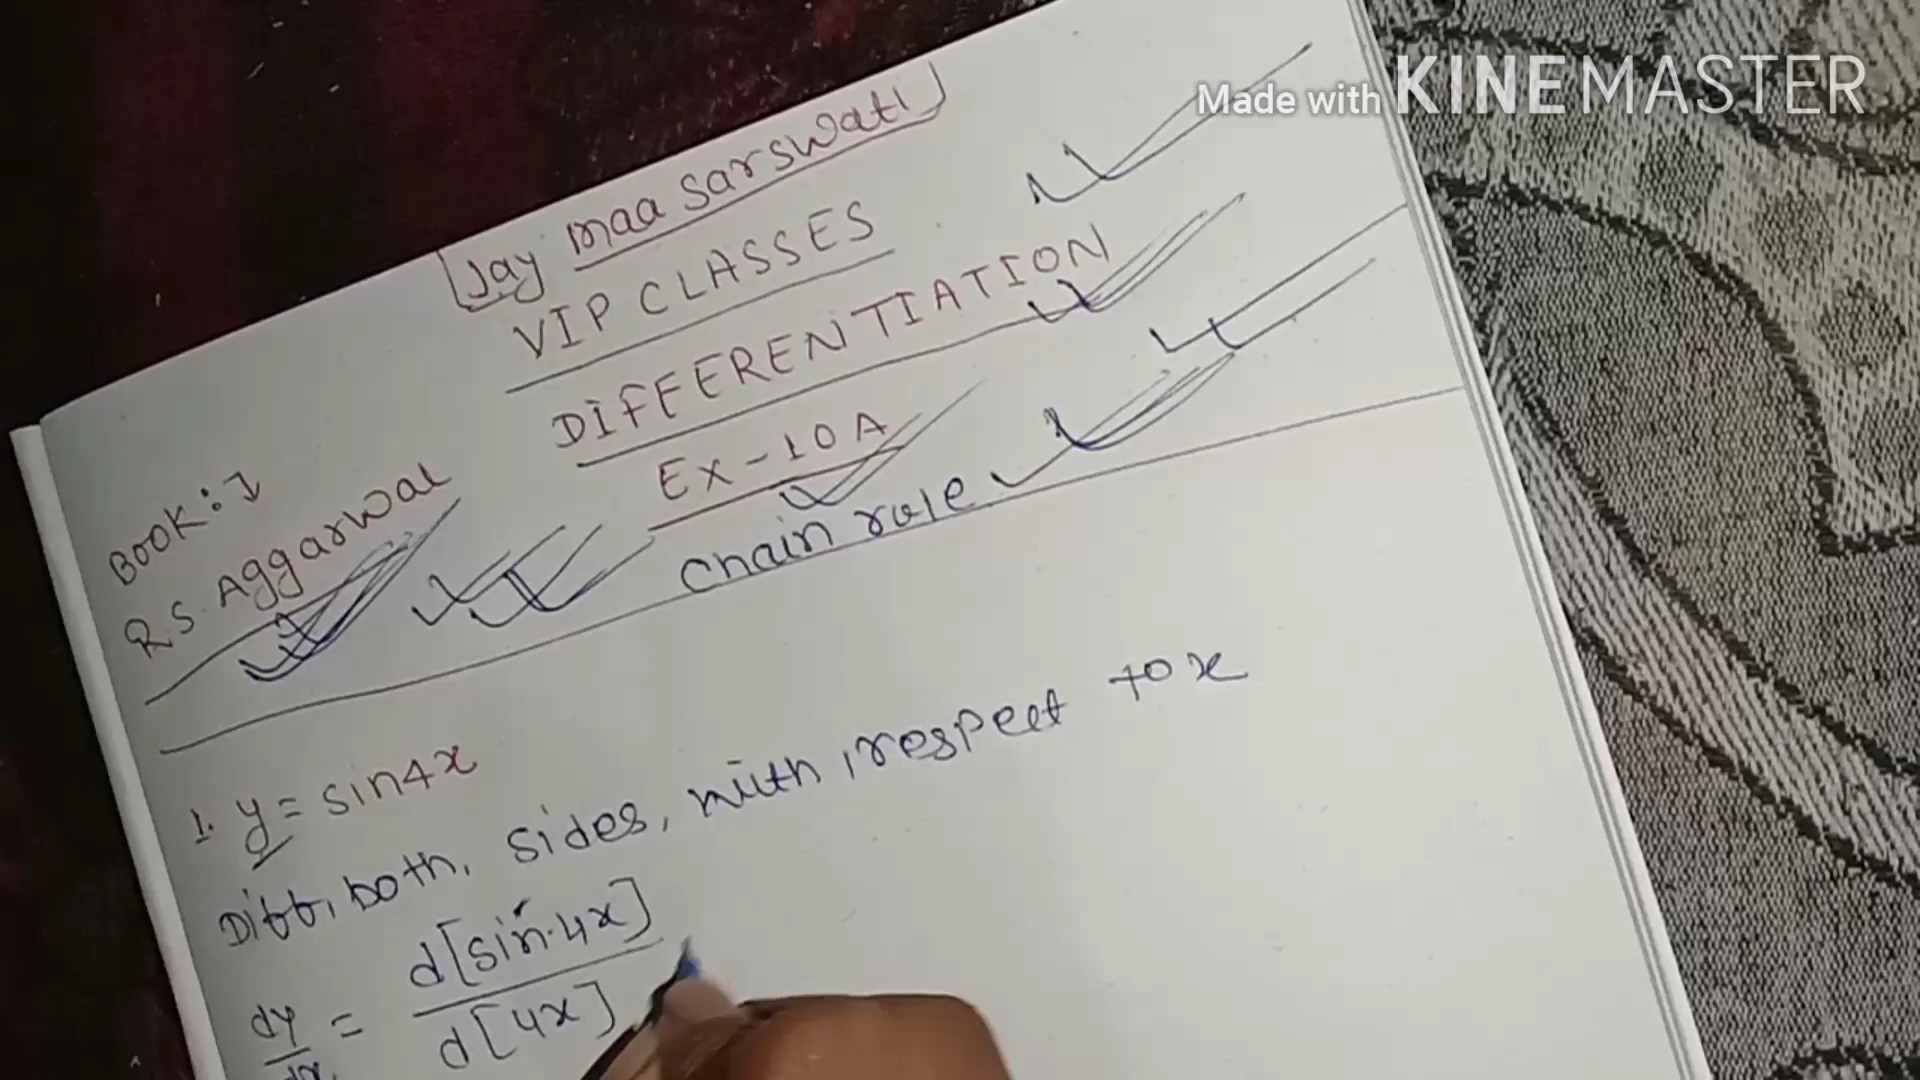 Made with KINEMASTER
Jay maa sarswati
VIP CLASSES
DIFFERENTIATION
EX-10A
BOOK:↴
R.S. Aggarwal
Chain rule
1. y = sin4x
Diff, both, sides, with, respect to x
dy/dx = d[sin·4x]/d[4x]